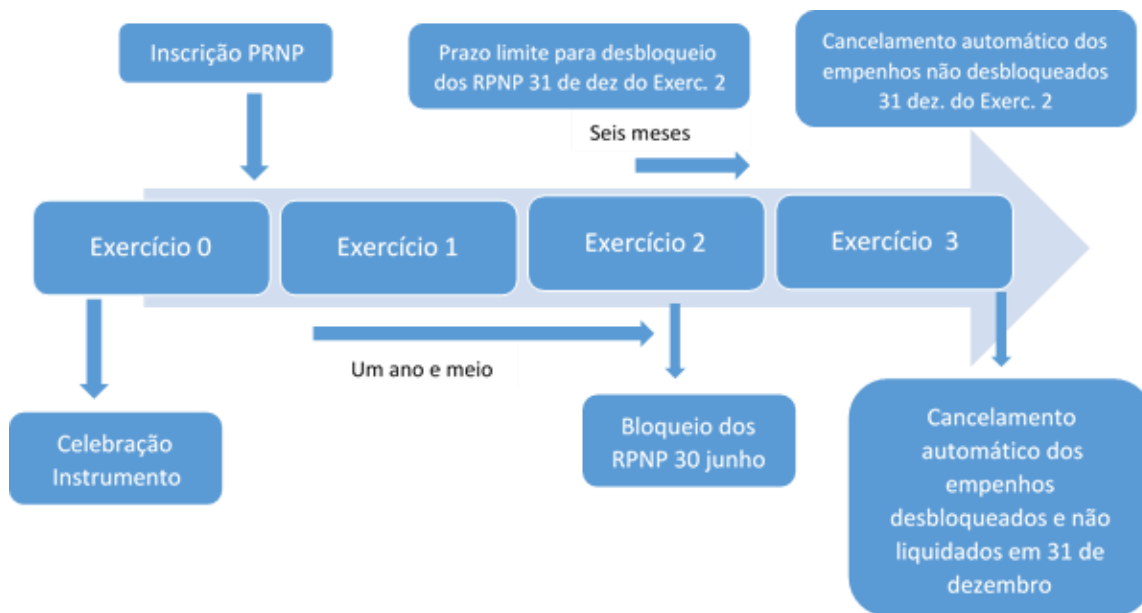 Inscrição PRNP
Prazo limite para desbloqueio
dos RPNP 31 de dez do Exerc. 2
Cancelamento automático dos
empenhos não desbloqueados
31 dez. do Exerc. 2
Seis meses
Exercício 0
Exercício 1
Exercício 2
Exercício 3
Um ano e meio
Celebração
Instrumento
Bloqueio dos
RPNP 30 junho
Cancelamento
automático dos
empenhos
desbloqueados e não
liquidados em 31 de
dezembro